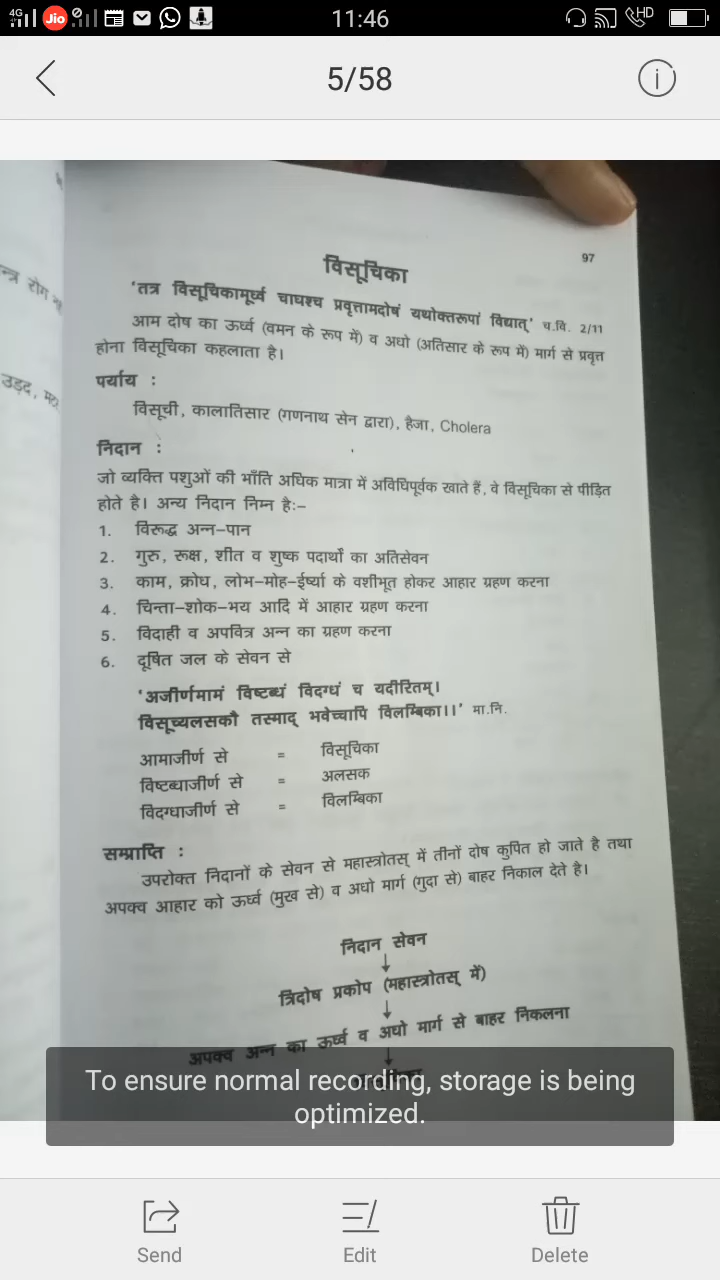 4G
Jio
11:46
HD
5/58
97
विसूचिका
'तत्र विसूचिकामूर्ध्व चाघश्च प्रवृत्तामदोषं यथोक्तरूपां विद्यात्' च.वि. 2/11
आम दोष का ऊर्ध्व (वमन के रूप में) व अधो (अतिसार के रूप में) मार्ग से प्रवृत्त
होना विसूचिका कहलाता है।
पर्याय :
विसूची, कालातिसार (गणनाथ सेन द्वारा), हैजा, Cholera
निदान :
जो व्यक्ति पशुओं की भाँति अधिक मात्रा में अविधिपूर्वक खाते हैं, वे विसूचिका से पीड़ित
होते है। अन्य निदान निम्न है:–
1. विरूद्ध अन्न–पान
2. गुरु, रूक्ष, शीत व शुष्क पदार्थों का अतिसेवन
3. काम, क्रोध, लोभ–मोह–ईर्ष्या के वशीभूत होकर आहार ग्रहण करना
4. चिन्ता–शोक–भय आदि में आहार ग्रहण करना
5. विदाही व अपवित्र अन्न का ग्रहण करना
6. दूषित जल के सेवन से
'अजीर्णमामं विष्टब्धं विदग्धं च यदीरितम्।
विसूच्यलसकौ तस्माद् भवेच्चापि विलम्बिका।।' मा.नि.
आमाजीर्ण से = विसूचिका
विष्टब्धाजीर्ण से = अलसक
विदग्धाजीर्ण से = विलम्बिका
सम्प्राप्ति :
उपरोक्त निदानों के सेवन से महास्त्रोतस् में तीनों दोष कुपित हो जाते है तथा
अपक्व आहार को ऊर्ध्व (मुख से) व अधो मार्ग (गुदा से) बाहर निकाल देते है।
निदान सेवन
↓
त्रिदोष प्रकोप (महास्त्रोतस् में)
↓
अपक्व अन्न का ऊर्ध्व व अधो मार्ग से बाहर निकलना
↓
To ensure normal recording, storage is being
optimized.
न्त्र रोग
उड़द, मटर
Send
Edit
Delete